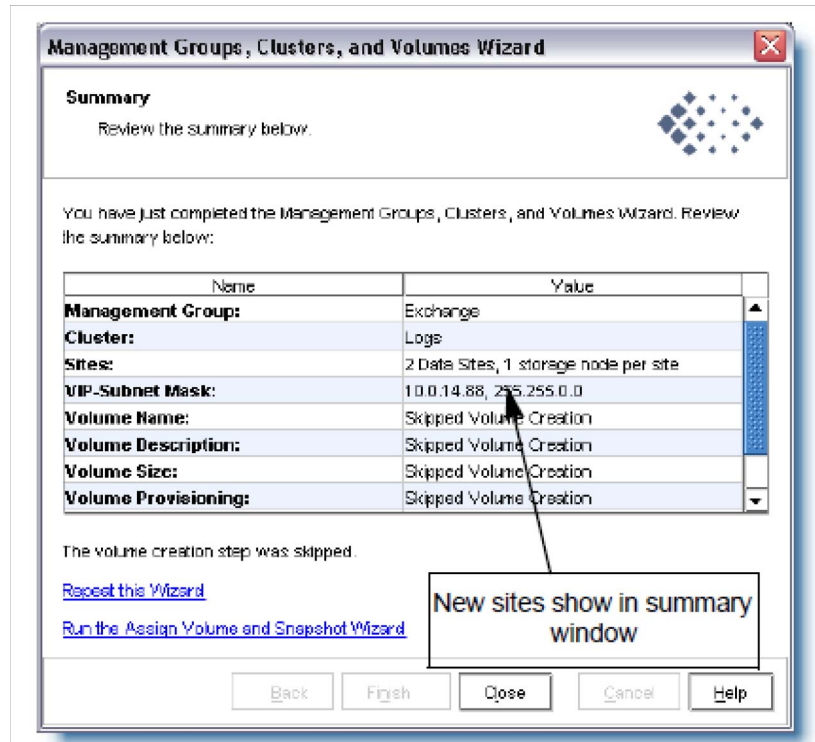 Management Groups, Clusters, and Volumes Wizard
Summary
Review the summary below.
You have just completed the Management Groups, Clusters, and Volumes Wizard. Review
the summary below:
Name Value
Management Group: Exchange
Cluster: Logs
Sites: 2 Data Sites, 1 storage node per site
VIP-Subnet Mask: 10.0.14.88, 255.255.0.0
Volume Name: Skipped Volume Creation
Volume Description: Skipped Volume Creation
Volume Size: Skipped Volume Creation
Volume Provisioning: Skipped Volume Creation
The volume creation step was skipped.
Repeat this Wizard
Run the Assign Volume and Snapshot Wizard
New sites show in summary
window
Back Finish Close Cancel Help